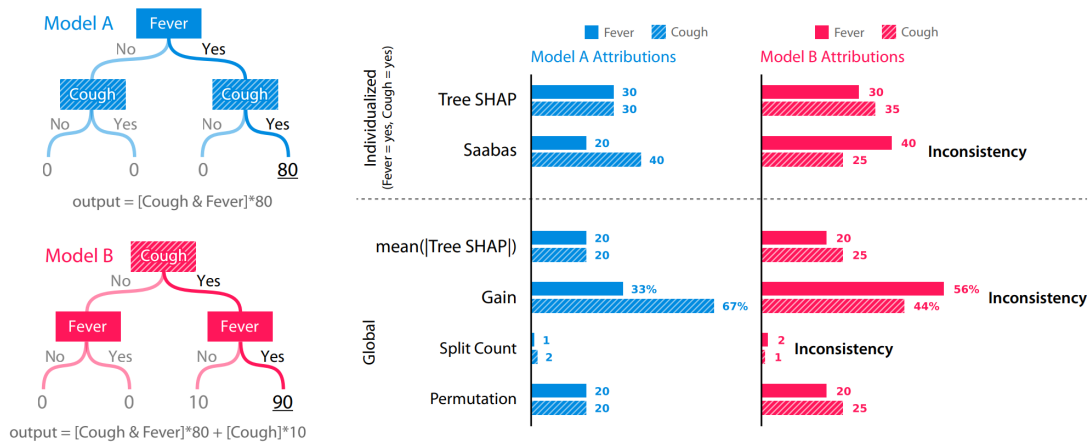 Model A
Fever
No Yes
Cough Cough
No Yes No Yes
0 0 0 80
output = [Cough & Fever]*80
Model B
Cough
No Yes
Fever Fever
No Yes No Yes
0 0 10 90
output = [Cough & Fever]*80 + [Cough]*10
Fever Cough
Model A Attributions
Fever Cough
Model B Attributions
Individualized
(Fever = yes, Cough = yes)
Tree SHAP 30 30
30 35
Saabas 20 40
40 25 Inconsistency
Global
mean(|Tree SHAP|) 20 20
20 25
Gain 33% 67%
56% 44% Inconsistency
Split Count 1 2
2 1 Inconsistency
Permutation 20 20
20 25